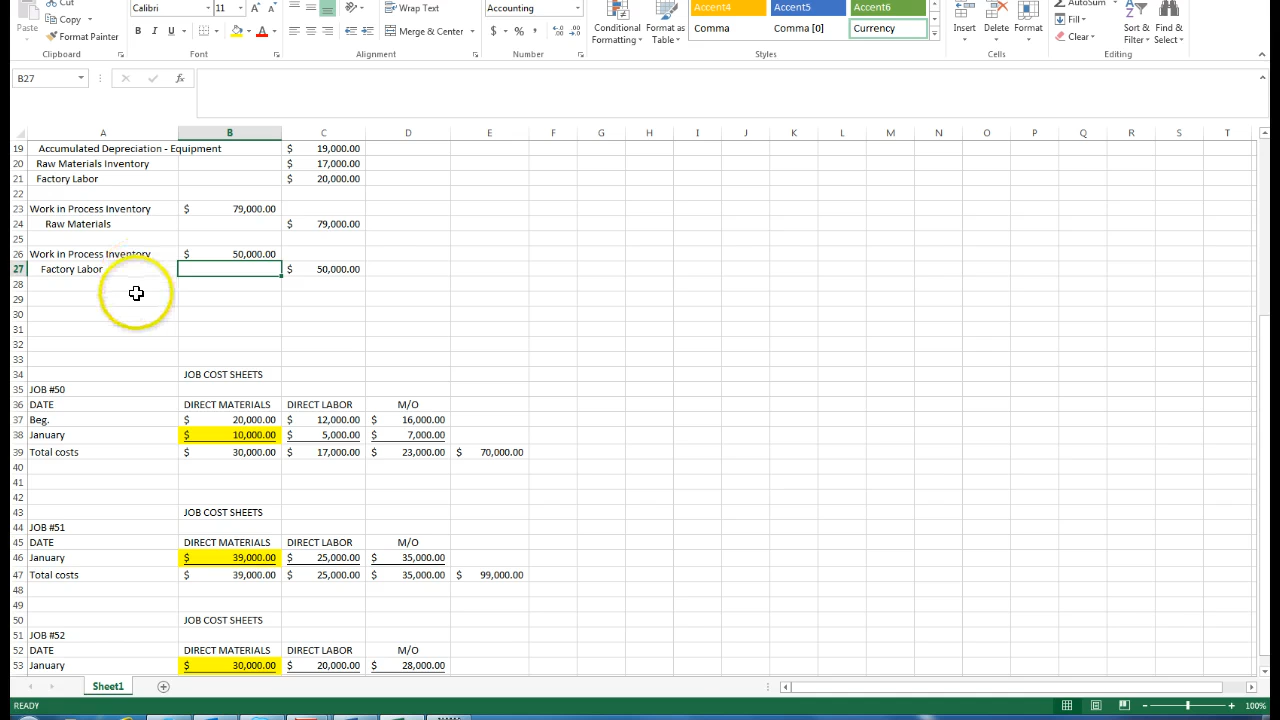 Cut
Calibri 11 Wrap Text Accounting Accent4 Accent5 Accent6 AutoSum
Copy
Paste Format Painter B I U A Merge & Center $ % , Conditional Formatting Format as Table Comma Comma [0] Currency Insert Delete Format Fill Clear Sort & Filter Find & Select
Clipboard Font Alignment Number Styles Cells Editing
B27 fx
A B C D E F G H I J K L M N O P Q R S T
19 Accumulated Depreciation - Equipment $ 19,000.00
20 Raw Materials Inventory $ 17,000.00
21 Factory Labor $ 20,000.00
22
23 Work in Process Inventory $ 79,000.00
24 Raw Materials $ 79,000.00
25
26 Work in Process Inventory $ 50,000.00
27 Factory Labor $ 50,000.00
28
29
30
31
32
33
34 JOB COST SHEETS
35 JOB #50
36 DATE DIRECT MATERIALS DIRECT LABOR M/O
37 Beg. $ 20,000.00 $ 12,000.00 $ 16,000.00
38 January $ 10,000.00 $ 5,000.00 $ 7,000.00
39 Total costs $ 30,000.00 $ 17,000.00 $ 23,000.00 $ 70,000.00
40
41
42
43 JOB COST SHEETS
44 JOB #51
45 DATE DIRECT MATERIALS DIRECT LABOR M/O
46 January $ 39,000.00 $ 25,000.00 $ 35,000.00
47 Total costs $ 39,000.00 $ 25,000.00 $ 35,000.00 $ 99,000.00
48
49
50 JOB COST SHEETS
51 JOB #52
52 DATE DIRECT MATERIALS DIRECT LABOR M/O
53 January $ 30,000.00 $ 20,000.00 $ 28,000.00
Sheet1
READY 100%